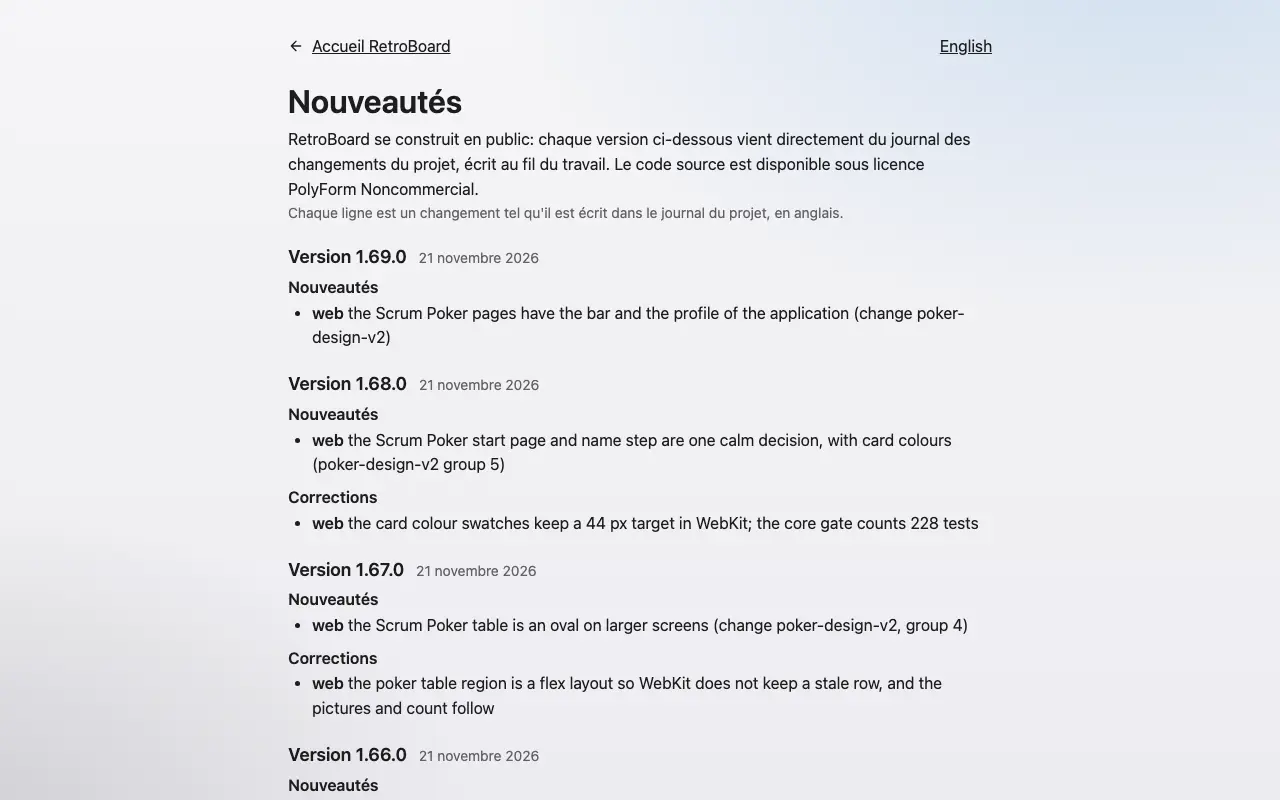 ← Accueil RetroBoard
English
Nouveautés
RetroBoard se construit en public: chaque version ci-dessous vient directement du journal des
changements du projet, écrit au fil du travail. Le code source est disponible sous licence
PolyForm Noncommercial.
Chaque ligne est un changement tel qu'il est écrit dans le journal du projet, en anglais.
Version 1.69.0 21 novembre 2026
Nouveautés
• web the Scrum Poker pages have the bar and the profile of the application (change poker-
design-v2)
Version 1.68.0 21 novembre 2026
Nouveautés
• web the Scrum Poker start page and name step are one calm decision, with card colours
(poker-design-v2 group 5)
Corrections
• web the card colour swatches keep a 44 px target in WebKit; the core gate counts 228 tests
Version 1.67.0 21 novembre 2026
Nouveautés
• web the Scrum Poker table is an oval on larger screens (change poker-design-v2, group 4)
Corrections
• web the poker table region is a flex layout so WebKit does not keep a stale row, and the
pictures and count follow
Version 1.66.0 21 novembre 2026
Nouveautés